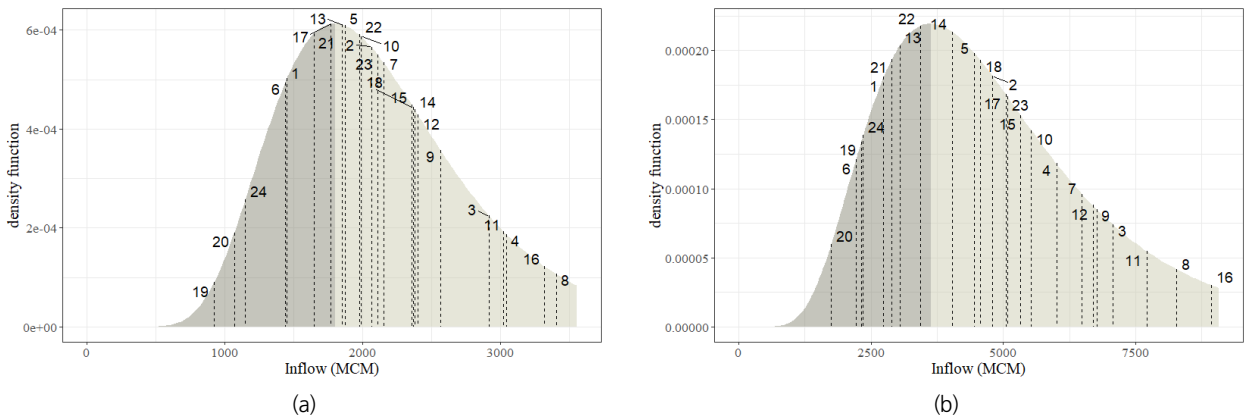 13 5
22
17
21 2 10
23 7
6 1
18 15 14
12
9
24
3
11
20 4
16
19 8
6e-04
4e-04
2e-04
0e+00
density function
0 1000 2000 3000
Inflow (MCM)
(a)
22 14
13 5
21 18
1 2
17 23
24 15
19 10
6 4
7
12 9
20 3
11 8
16
0.00020
0.00015
0.00010
0.00005
0.00000
density function
0 2500 5000 7500
Inflow (MCM)
(b)